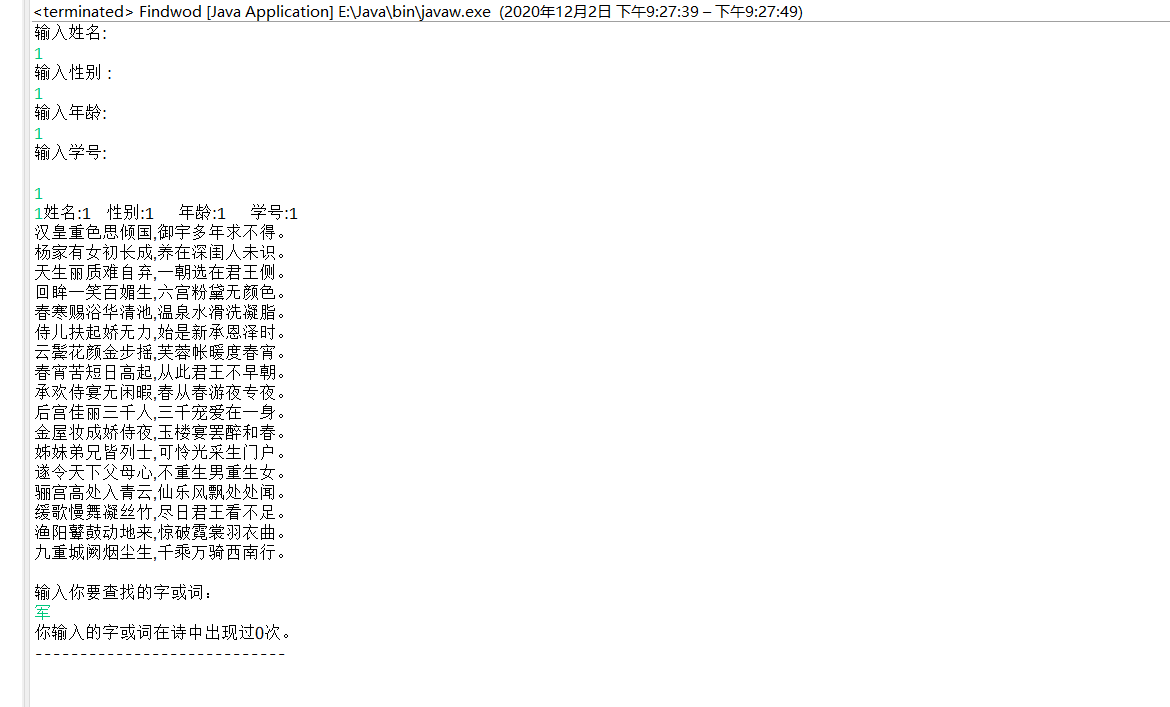 <terminated> Findwod [Java Application] E:\Java\bin\javaw.exe  (2020年12月2日 下午9:27:39 – 下午9:27:49)
输入姓名:
1
输入性别：
1
输入年龄:
1
输入学号:
1
1姓名:1  性别:1   年龄:1   学号:1
汉皇重色思倾国,御宇多年求不得。
杨家有女初长成,养在深闺人未识。
天生丽质难自弃,一朝选在君王侧。
回眸一笑百媚生,六宫粉黛无颜色。
春寒赐浴华清池,温泉水滑洗凝脂。
侍儿扶起娇无力,始是新承恩泽时。
云鬓花颜金步摇,芙蓉帐暖度春宵。
春宵苦短日高起,从此君王不早朝。
承欢侍宴无闲暇,春从春游夜专夜。
后宫佳丽三千人,三千宠爱在一身。
金屋妆成娇侍夜,玉楼宴罢醉和春。
姊妹弟兄皆列士,可怜光采生门户。
遂令天下父母心,不重生男重生女。
骊宫高处入青云,仙乐风飘处处闻。
缓歌慢舞凝丝竹,尽日君王看不足。
渔阳鼙鼓动地来,惊破霓裳羽衣曲。
九重城阙烟尘生,千乘万骑西南行。
输入你要查找的字或词：
军
你输入的字或词在诗中出现过0次。
----------------------------